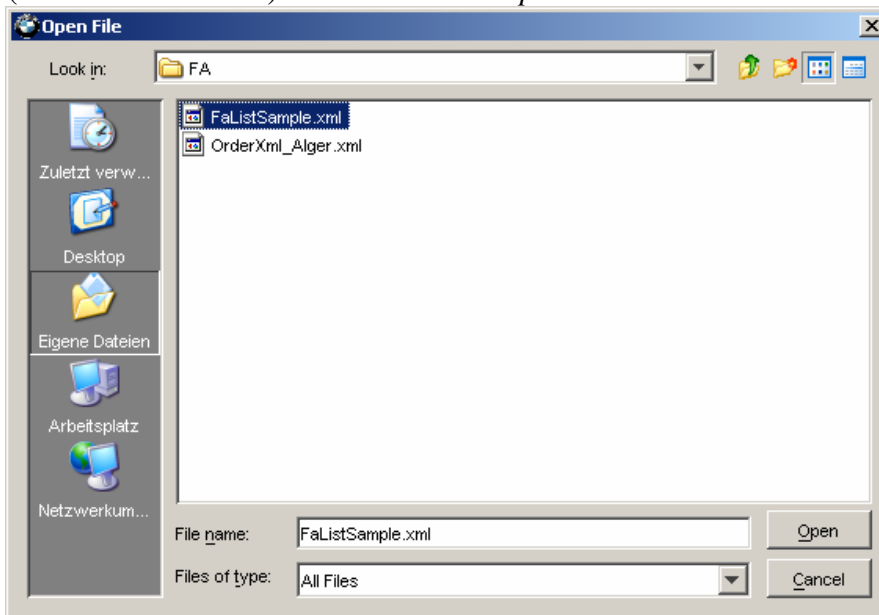 Open File
Look in:
FA
FaListSample.xml
OrderXml_Alger.xml
Zuletzt verw...
Desktop
Eigene Dateien
Arbeitsplatz
Netzwerkum...
File name:
FaListSample.xml
Open
Files of type:
All Files
Cancel